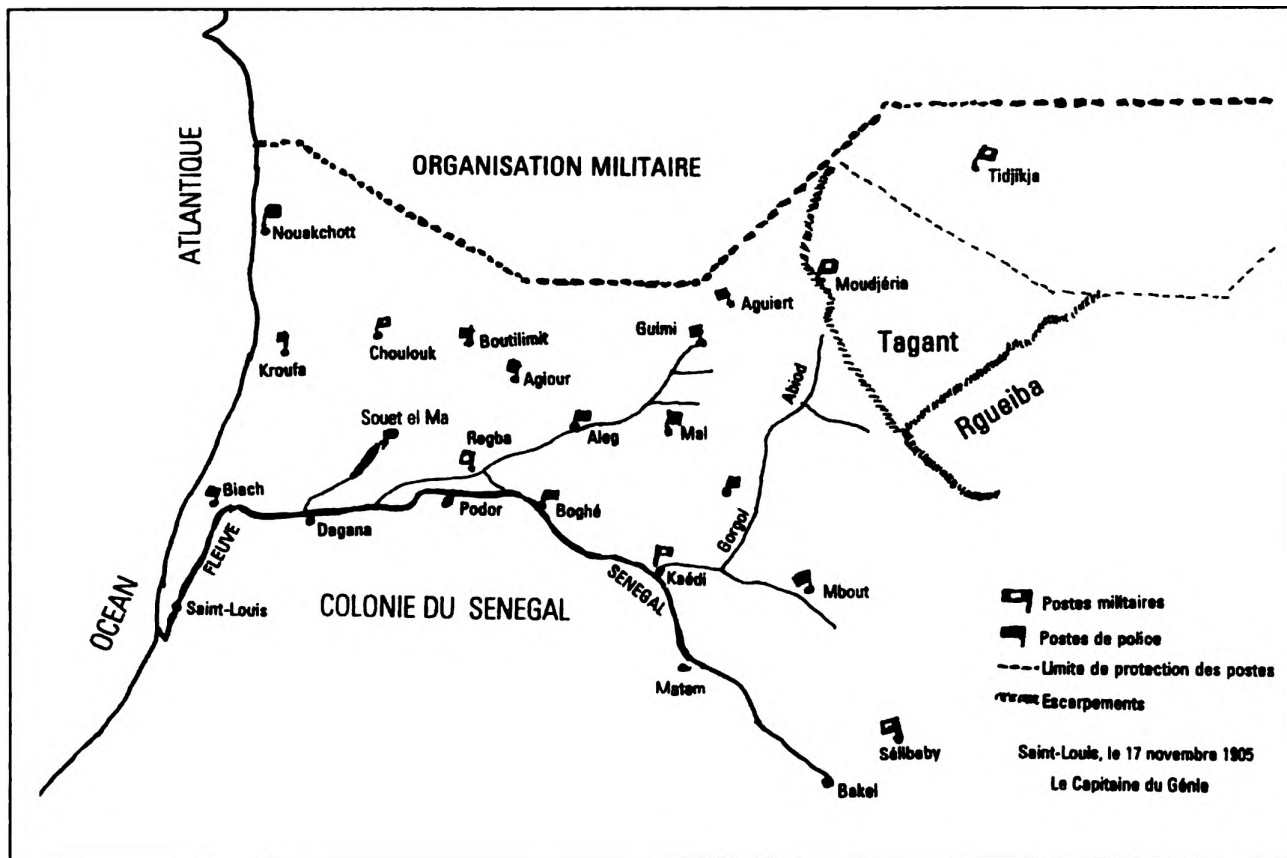 ORGANISATION MILITAIRE
Tidjikja
ATLANTIQUE
Nouakchott
Moudjéria
Aguiert
Guimi
Boutilimit
Choulouk
Kroufa
Agiour
Tagant
Abiod
Rgueiba
Souet el Ma
Regba
Aleg
Mal
Biach
Dagana
Podor
Boghé
Gorgol
FLEUVE
SENEGAL
Kaédi
Mbout
Saint-Louis
OCEAN
COLONIE DU SENEGAL
Matam
Postes militaires
Postes de police
Limite de protection des postes
Escarpements
Sélibaby
Bakel
Saint-Louis, le 17 novembre 1905
Le Capitaine du Génie